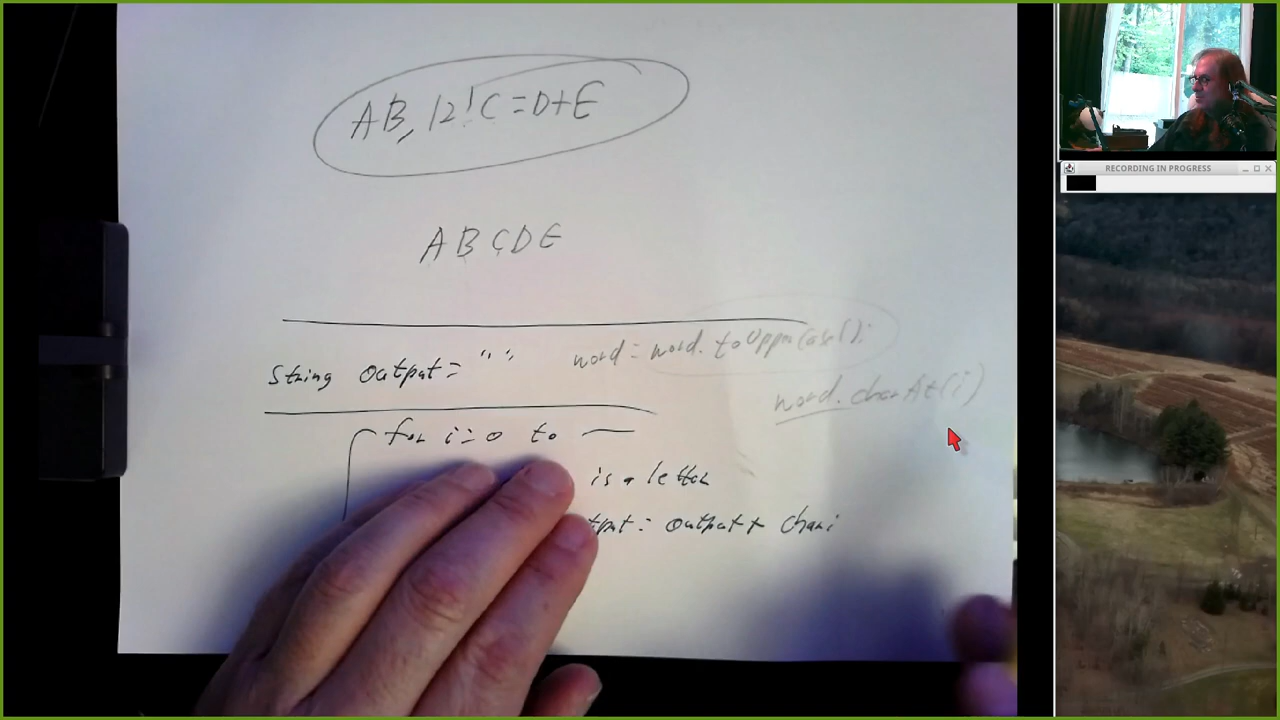 AB, 12! C = D + E
A B C D E
String output = " "; word = word.toUpperCase();
word.charAt(i)
for i = 0 to
is a letter
output + char i
RECORDING IN PROGRESS